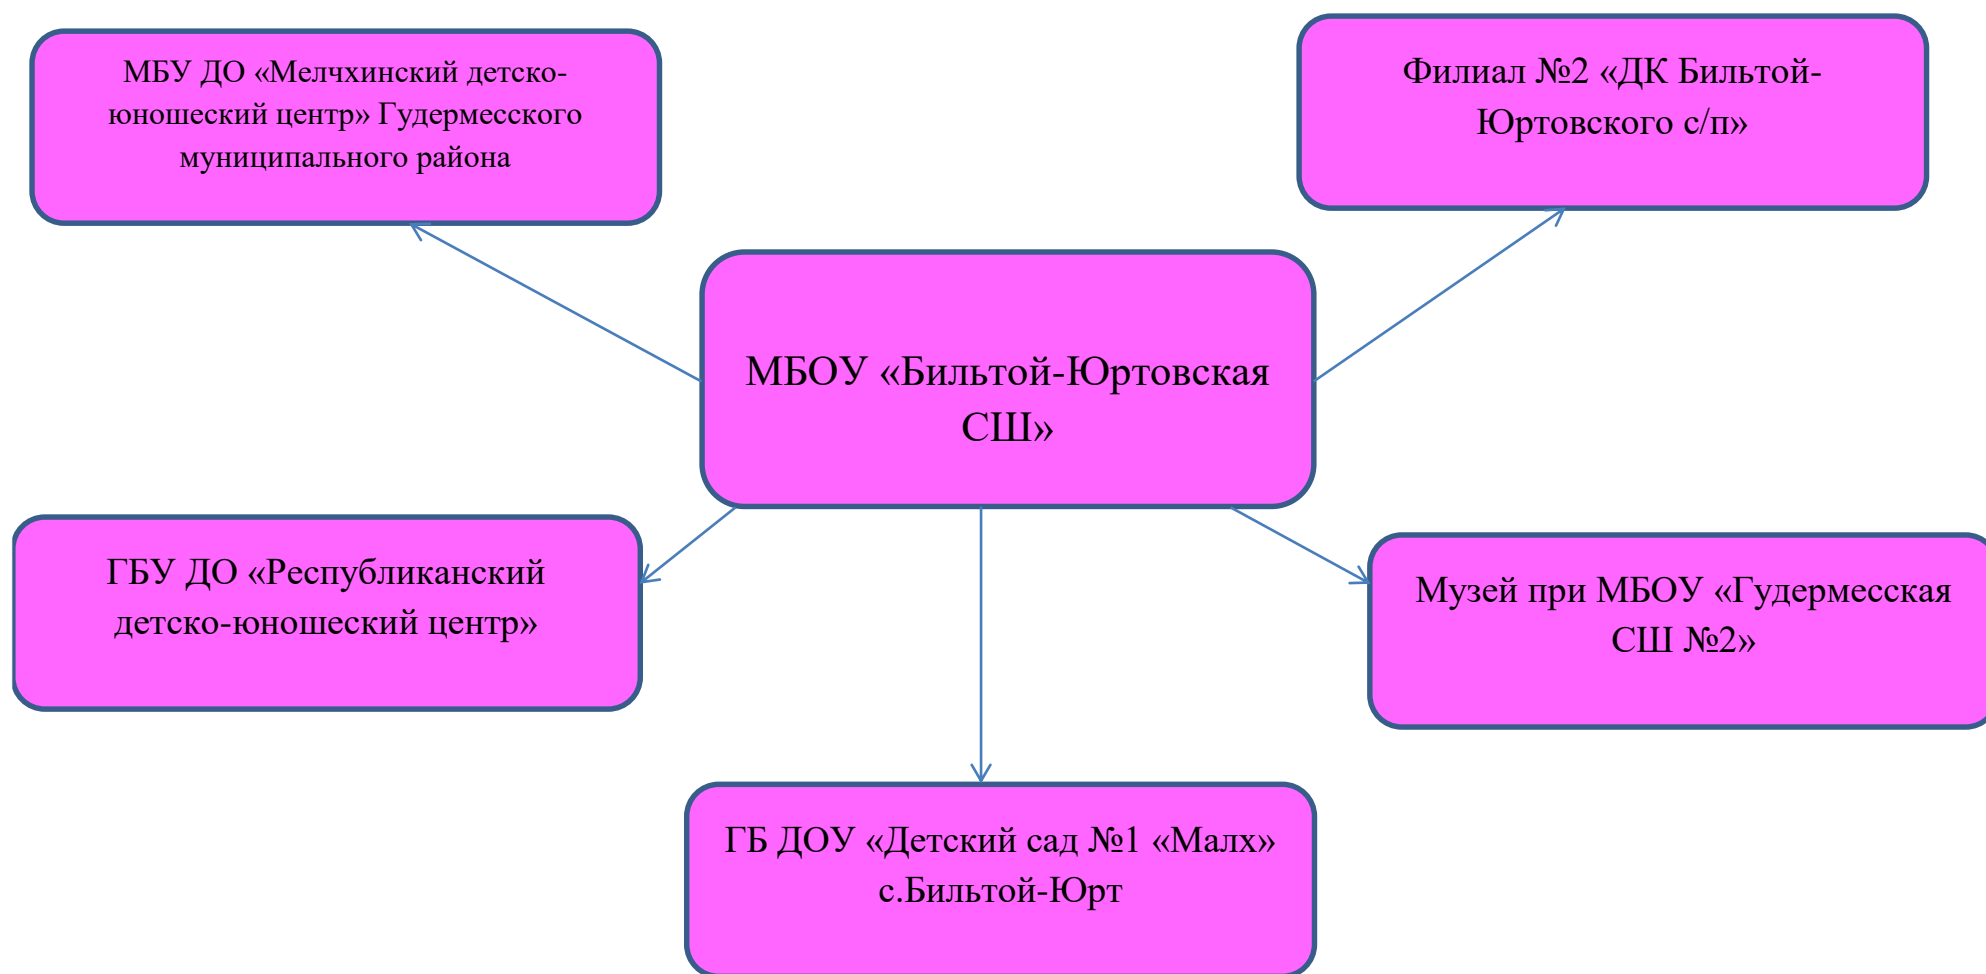 МБУ ДО «Мелчхинский детско-
юношеский центр» Гудермесского
муниципального района
Филиал №2 «ДК Бильтой-
Юртовского с/п»
МБОУ «Бильтой-Юртовская
СШ»
ГБУ ДО «Республиканский
детско-юношеский центр»
Музей при МБОУ «Гудермесская
СШ №2»
ГБ ДОУ «Детский сад №1 «Малх»
с.Бильтой-Юрт